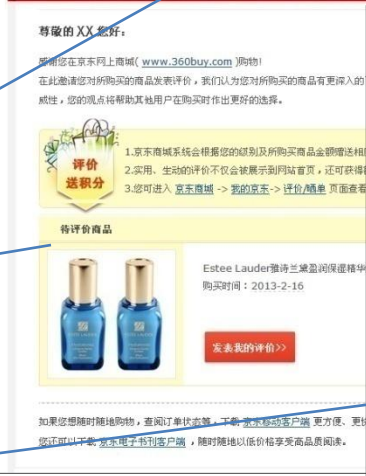 尊敬的 XX 您好：
感谢您在京东网上商城( www.360buy.com )购物!
在此邀请您对所购买的商品发表评价，我们认为您对所购买的商品有更深入的
威性，您的观点将帮助其他用户在购买时作出更好的选择。
评价
送积分
1.京东商城系统会根据您的级别及所购买商品金额赠送相
2.实用、生动的评价不仅会被展示到网站首页，还可获得
3.您可进入 京东商城 -> 我的京东-> 评价/晒单 页面查看
待评价商品
Estee Lauder雅诗兰黛盈润保湿精华
购买时间：2013-2-16
发表我的评价>>
如果您想随时随地购物，查阅订单状态等，下载 京东移动客户端 更方便、更快
您还可以下载 京东电子书刊客户端 ，随时随地以低价格享受高品质阅读。